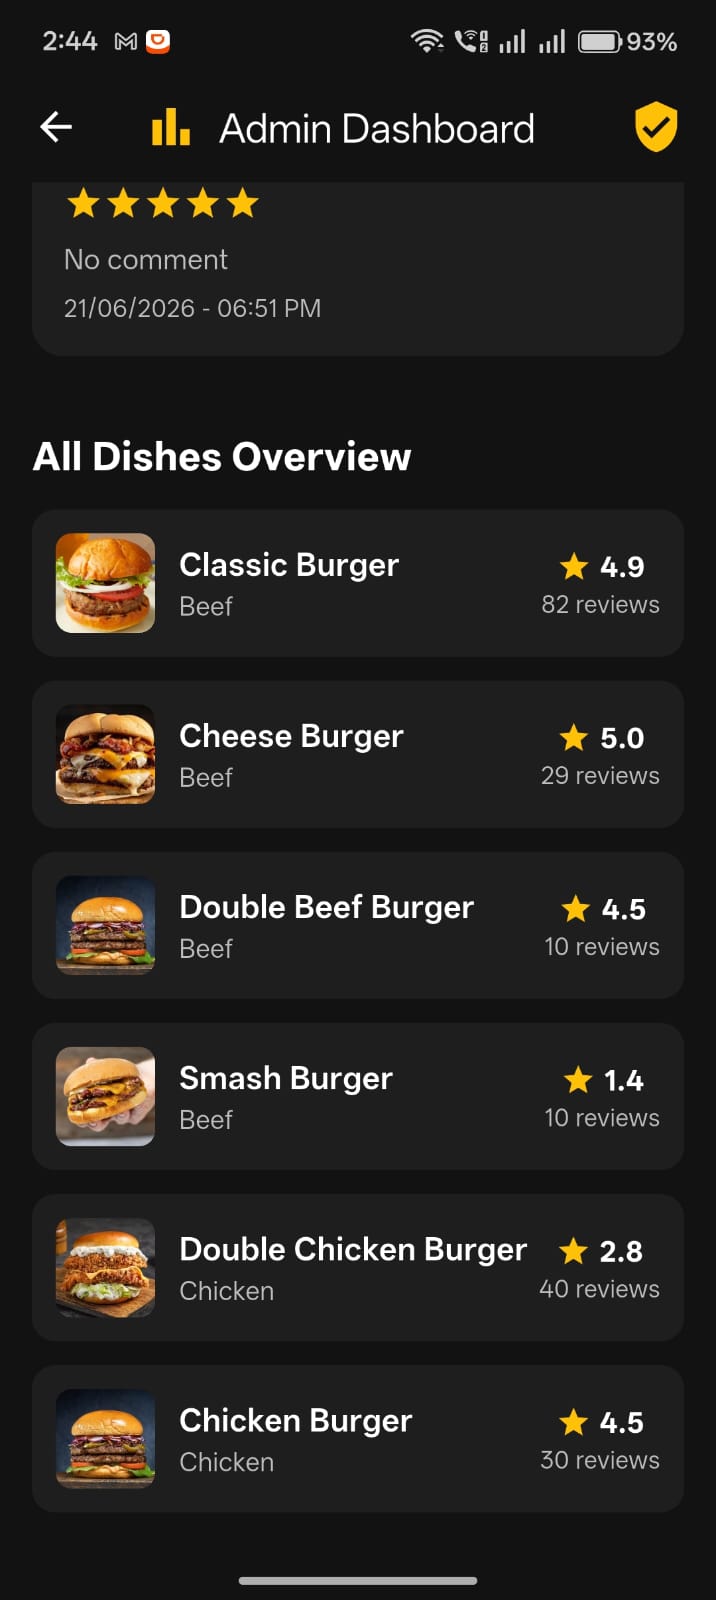 2:44 93%
Admin Dashboard
No comment
21/06/2026 - 06:51 PM
All Dishes Overview
Classic Burger
4.9
Beef
82 reviews
Cheese Burger
5.0
Beef
29 reviews
Double Beef Burger
4.5
Beef
10 reviews
Smash Burger
1.4
Beef
10 reviews
Double Chicken Burger
2.8
Chicken
40 reviews
Chicken Burger
4.5
Chicken
30 reviews